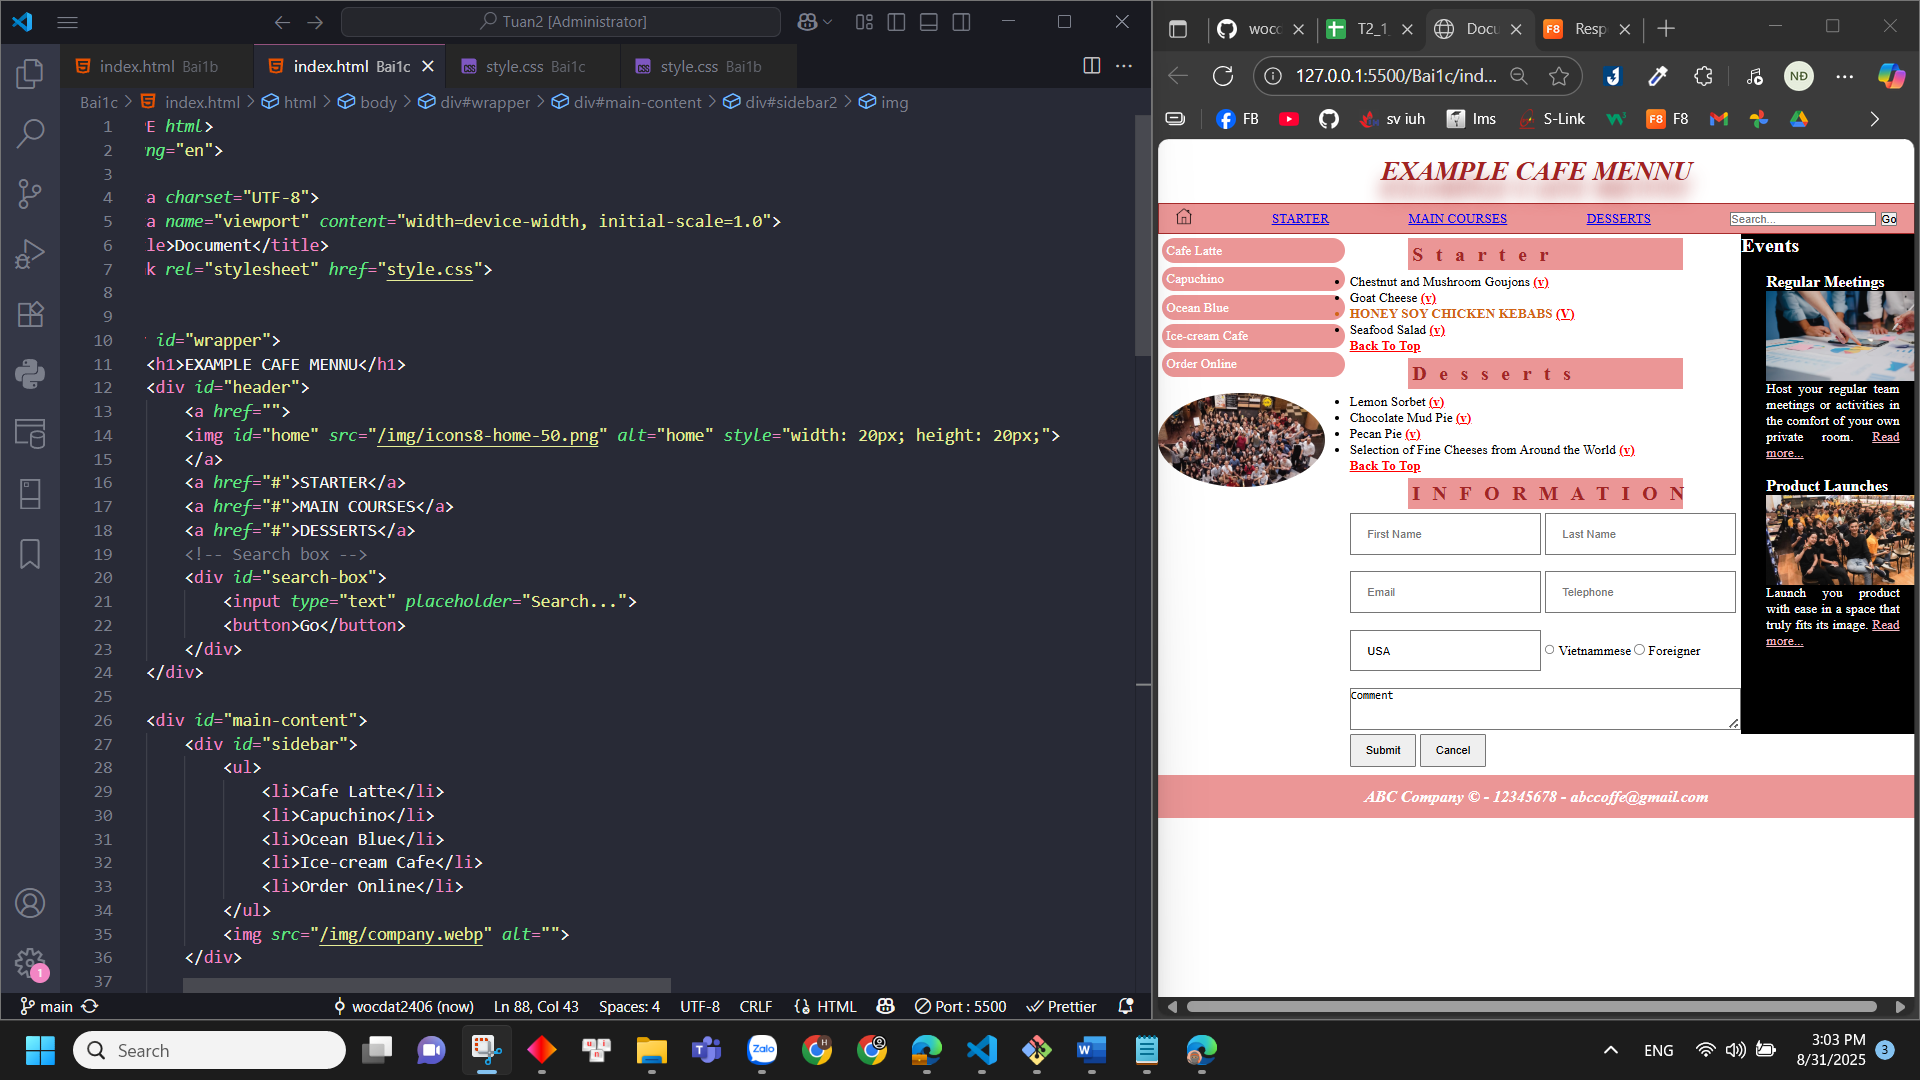 Tuan2 [Administrator]
index.html Bai1b
index.html Bai1c
style.css Bai1c
style.css Bai1b
Bai1c > index.html > html > body > div#wrapper > div#main-content > div#sidebar2 > img
1 E html>
2 ng="en">
3
4 a charset="UTF-8">
5 a name="viewport" content="width=device-width, initial-scale=1.0">
6 le>Document</title>
7 k rel="stylesheet" href="style.css">
8
9
10 id="wrapper">
11 <h1>EXAMPLE CAFE MENNU</h1>
12 <div id="header">
13 <a href="">
14 <img id="home" src="/img/icons8-home-50.png" alt="home" style="width: 20px; height: 20px;">
15 </a>
16 <a href="#">STARTER</a>
17 <a href="#">MAIN COURSES</a>
18 <a href="#">DESSERTS</a>
19 <!-- Search box -->
20 <div id="search-box">
21 <input type="text" placeholder="Search...">
22 <button>Go</button>
23 </div>
24 </div>
25
26 <div id="main-content">
27 <div id="sidebar">
28 <ul>
29 <li>Cafe Latte</li>
30 <li>Capuchino</li>
31 <li>Ocean Blue</li>
32 <li>Ice-cream Cafe</li>
33 <li>Order Online</li>
34 </ul>
35 <img src="/img/company.webp" alt="">
36 </div>
37
1
main
wocdat2406 (now)
Ln 88, Col 43
Spaces: 4
UTF-8
CRLF
HTML
Port : 5500
Prettier
wocc
T2_1
Docu
F8 Resp
127.0.0.1:5500/Bai1c/ind...
NĐ
FB
sv iuh
lms
S-Link
F8 F8
EXAMPLE CAFE MENNU
STARTER MAIN COURSES DESSERTS Search... Go
Cafe Latte
Capuchino
Ocean Blue
Ice-cream Cafe
Order Online
Starter
Chestnut and Mushroom Goujons (v)
Goat Cheese (v)
HONEY SOY CHICKEN KEBABS (V)
Seafood Salad (v)
Back To Top
Desserts
Lemon Sorbet (v)
Chocolate Mud Pie (v)
Pecan Pie (v)
Selection of Fine Cheeses from Around the World (v)
Back To Top
INFORMATION
First Name Last Name
Email Telephone
USA Vietnammese Foreigner
Comment
Submit Cancel
Events
Regular Meetings
Host your regular team
meetings or activities in
the comfort of your own
private room. Read
more...
Product Launches
Launch you product
with ease in a space that
truly fits its image. Read
more...
ABC Company © - 12345678 - abccoffe@gmail.com
Search
Zalo
H
ENG
3:03 PM
8/31/2025
3